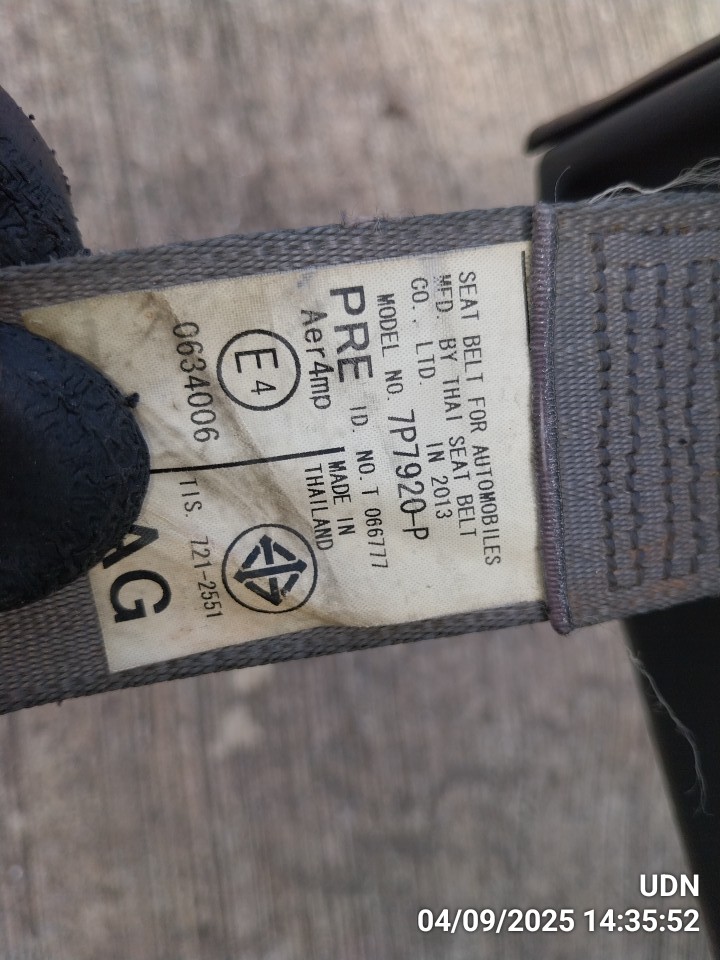 SEAT BELT FOR AUTOMOBILES
MFD. BY THAI SEAT BELT
CO., LTD. IN 2013
MODEL NO. 7P7920-P
PRE ID. NO. T 066777
Aer4mp
MADE IN
THAILAND
E4
0634006
TIS. 721-2551
AG
UDN
04/09/2025 14:35:52